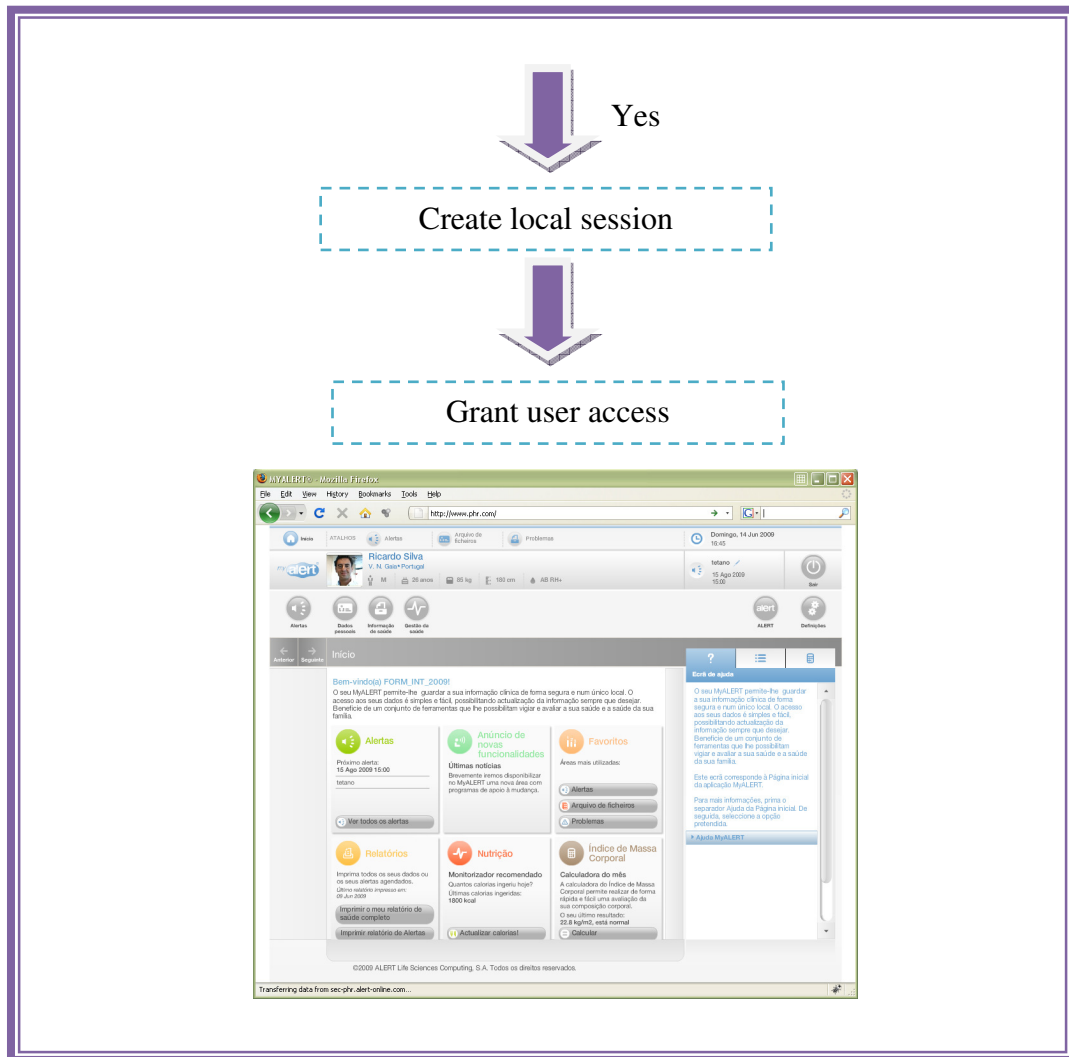 Yes
Create local session
Grant user access
MYALERT® - Mozilla Firefox
File Edit View History Bookmarks Tools Help
http://www.phr.com/
G
Início
ATALHOS
Alertas
Arquivo de
ficheiros
Problemas
Domingo, 14 Jun 2009
16:45
my alert
Ricardo Silva
V. N. Gaia • Portugal
M
26 anos
85 kg
180 cm
AB RH+
tetano
15 Ago 2009
15:00
Sair
Alertas
Dados
pessoais
Informação
de saúde
Gestão da
saúde
alert
ALERT
Definições
Anterior
Seguinte
Início
?
Ecrã de ajuda
Bem-vindo(a) FORM_INT_2009!
O seu MyALERT permite-lhe guardar a sua informação clínica de forma segura e num único local. O
acesso aos seus dados é simples e fácil, possibilitando actualização da informação sempre que desejar.
Beneficie de um conjunto de ferramentas que lhe possibilitam vigiar e avaliar a sua saúde e a saúde da sua
família.
Alertas
Próximo alerta:
15 Ago 2009 15:00
tetano
Ver todos os alertas
Anúncio de
novas
funcionalidades
Últimas notícias
Brevemente iremos disponibilizar
no MyALERT uma nova área com
programas de apoio à mudança.
Favoritos
Áreas mais utilizadas:
Alertas
Arquivo de ficheiros
Problemas
Relatórios
Imprima todos os seus dados ou
os seus alertas agendados.
Último relatório impresso em:
09 Jun 2009
Imprimir o meu relatório de
saúde completo
Imprimir relatório de Alertas
Nutrição
Monitorizador recomendado
Quantos calorias ingeriu hoje?
Últimas calorias ingeridas:
1800 kcal
Actualizar calorias!
Índice de Massa
Corporal
Calculadora do mês
A calculadora do Índice de Massa
Corporal permite realizar de forma
rápida e fácil uma avaliação da
sua composição corporal.
O seu último resultado:
22.8 kg/m2, está normal
Calcular
O seu MyALERT permite-lhe guardar
a sua informação clínica de forma
segura e num único local. O acesso
aos seus dados é simples e fácil,
possibilitando actualização da
informação sempre que desejar.
Beneficie de um conjunto de
ferramentas que lhe possibilitam
vigiar e avaliar a sua saúde e a saúde
da sua família.
Este ecrã corresponde à Página inicial
da aplicação MyALERT.
Para mais informações, prima o
separador Ajuda da Página inicial. De
seguida, seleccione a opção
pretendida.
Ajuda MyALERT
©2009 ALERT Life Sciences Computing, S.A. Todos os direitos reservados.
Transferring data from sec-phr.alert-online.com...